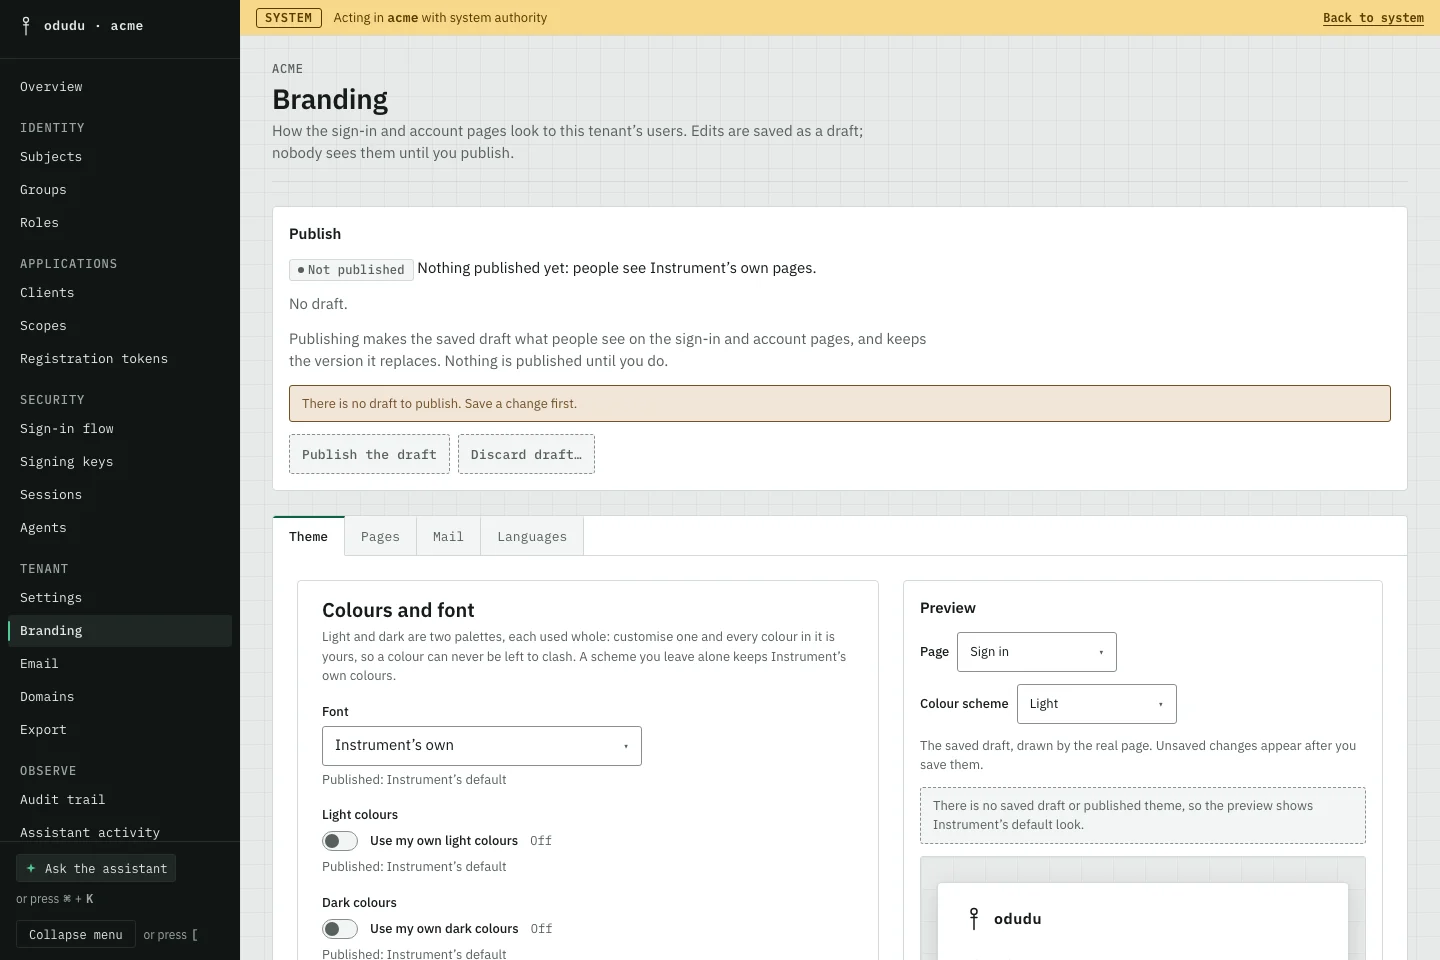 odudu · acme
Overview
IDENTITY
Subjects
Groups
Roles
APPLICATIONS
Clients
Scopes
Registration tokens
SECURITY
Sign-in flow
Signing keys
Sessions
Agents
TENANT
Settings
Branding
Email
Domains
Export
OBSERVE
Audit trail
Assistant activity
Ask the assistant
or press ⌘ + K
Collapse menu or press [
SYSTEM Acting in acme with system authority Back to system
ACME
Branding
How the sign-in and account pages look to this tenant’s users. Edits are saved as a draft;
nobody sees them until you publish.
Publish
Not published Nothing published yet: people see Instrument’s own pages.
No draft.
Publishing makes the saved draft what people see on the sign-in and account pages, and keeps
the version it replaces. Nothing is published until you do.
There is no draft to publish. Save a change first.
Publish the draft Discard draft…
Theme Pages Mail Languages
Colours and font
Light and dark are two palettes, each used whole: customise one and every colour in it is
yours, so a colour can never be left to clash. A scheme you leave alone keeps Instrument’s
own colours.
Font
Instrument’s own
Published: Instrument’s default
Light colours
Use my own light colours Off
Published: Instrument’s default
Dark colours
Use my own dark colours Off
Published: Instrument’s default
Preview
Page Sign in
Colour scheme Light
The saved draft, drawn by the real page. Unsaved changes appear after you
save them.
There is no saved draft or published theme, so the preview shows
Instrument’s default look.
odudu